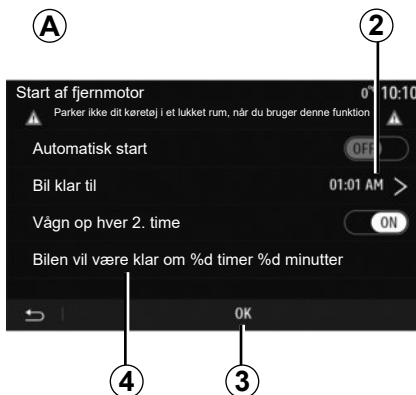 A
2
Start af fjernmotor
0° 10:10
Parker ikke dit køretøj i et lukket rum, når du bruger denne funktion
Automatisk start
OFF
Bil klar til
01:01 AM >
Vågn op hver 2. time
ON
Bilen vil være klar om %d timer %d minutter
OK
4
3